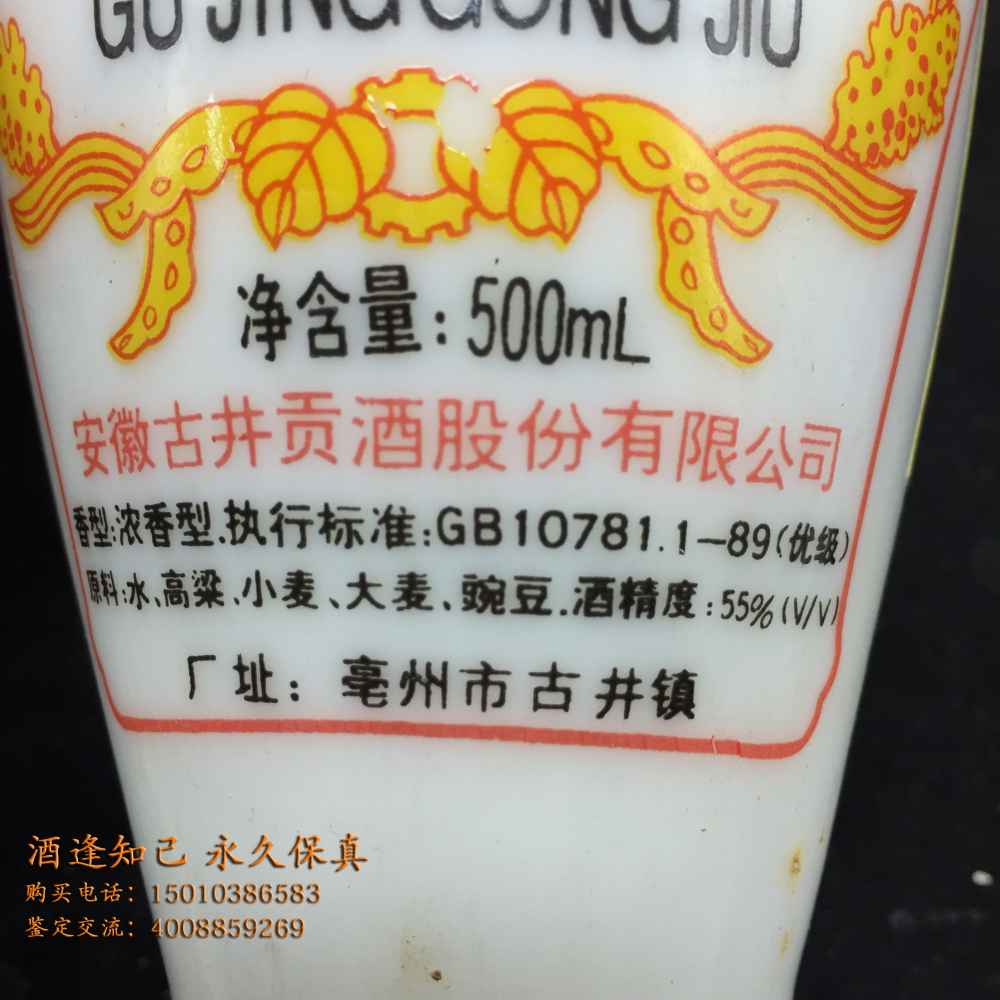 GU JING GONG JIU
净含量:500mL
安徽古井贡酒股份有限公司
香型:浓香型.执行标准:GB10781.1—89(优级)
原料:水、高粱、小麦、大麦、豌豆.酒精度:55%(V/V)
厂址:亳州市古井镇
酒逢知己 永久保真
购买电话:15010386583
鉴定交流:4008859269